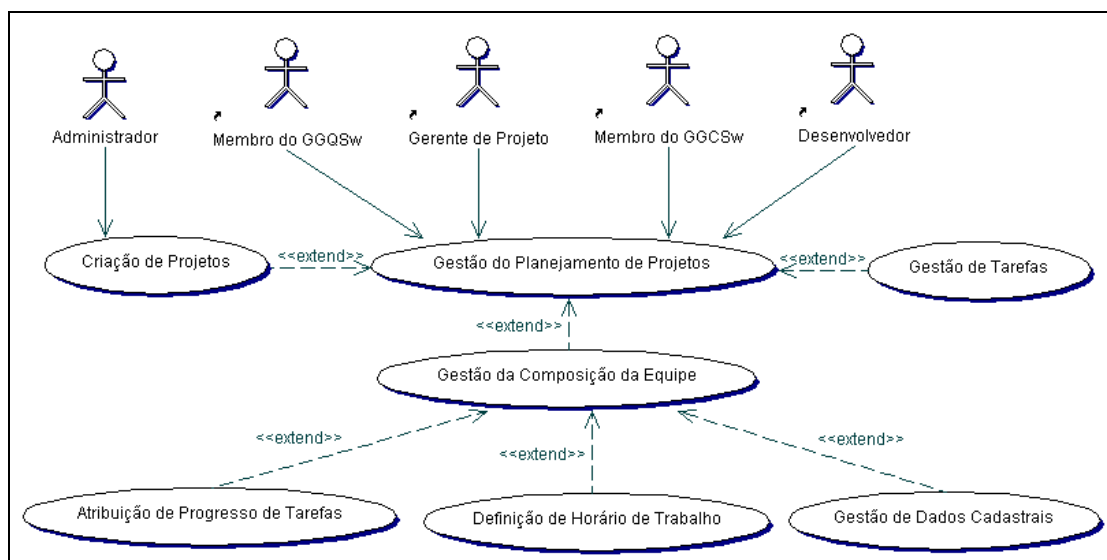 Administrador
Membro do GGQSw
Gerente de Projeto
Membro do GGCSw
Desenvolvedor
Criação de Projetos
<<extend>>
Gestão do Planejamento de Projetos
<<extend>>
Gestão de Tarefas
<<extend>>
Gestão da Composição da Equipe
<<extend>>
<<extend>>
<<extend>>
Atribuição de Progresso de Tarefas
Definição de Horário de Trabalho
Gestão de Dados Cadastrais